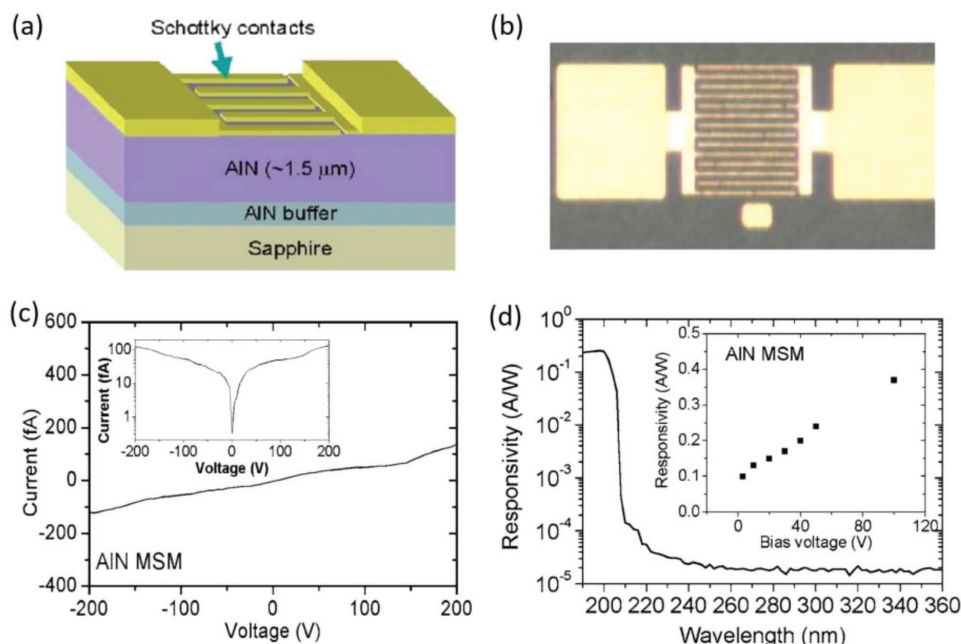 (a)
Schottky contacts
AlN (~1.5 μm)
AlN buffer
Sapphire
(b)
(c)
600
400
200
0
-200
-400
Current (fA)
-200
-100
0
100
200
Voltage (V)
AlN MSM
100
10
1
Current (fA)
-200
-100
0
100
200
Voltage (V)
(d)
10^0
10^-1
10^-2
10^-3
10^-4
10^-5
Responsivity (A/W)
200 220 240 260 280 300 320 340 360
Wavelength (nm)
AlN MSM
0.5
0.4
0.3
0.2
0.1
0.0
Responsivity (A/W)
0 40 80 120
Bias voltage (V)